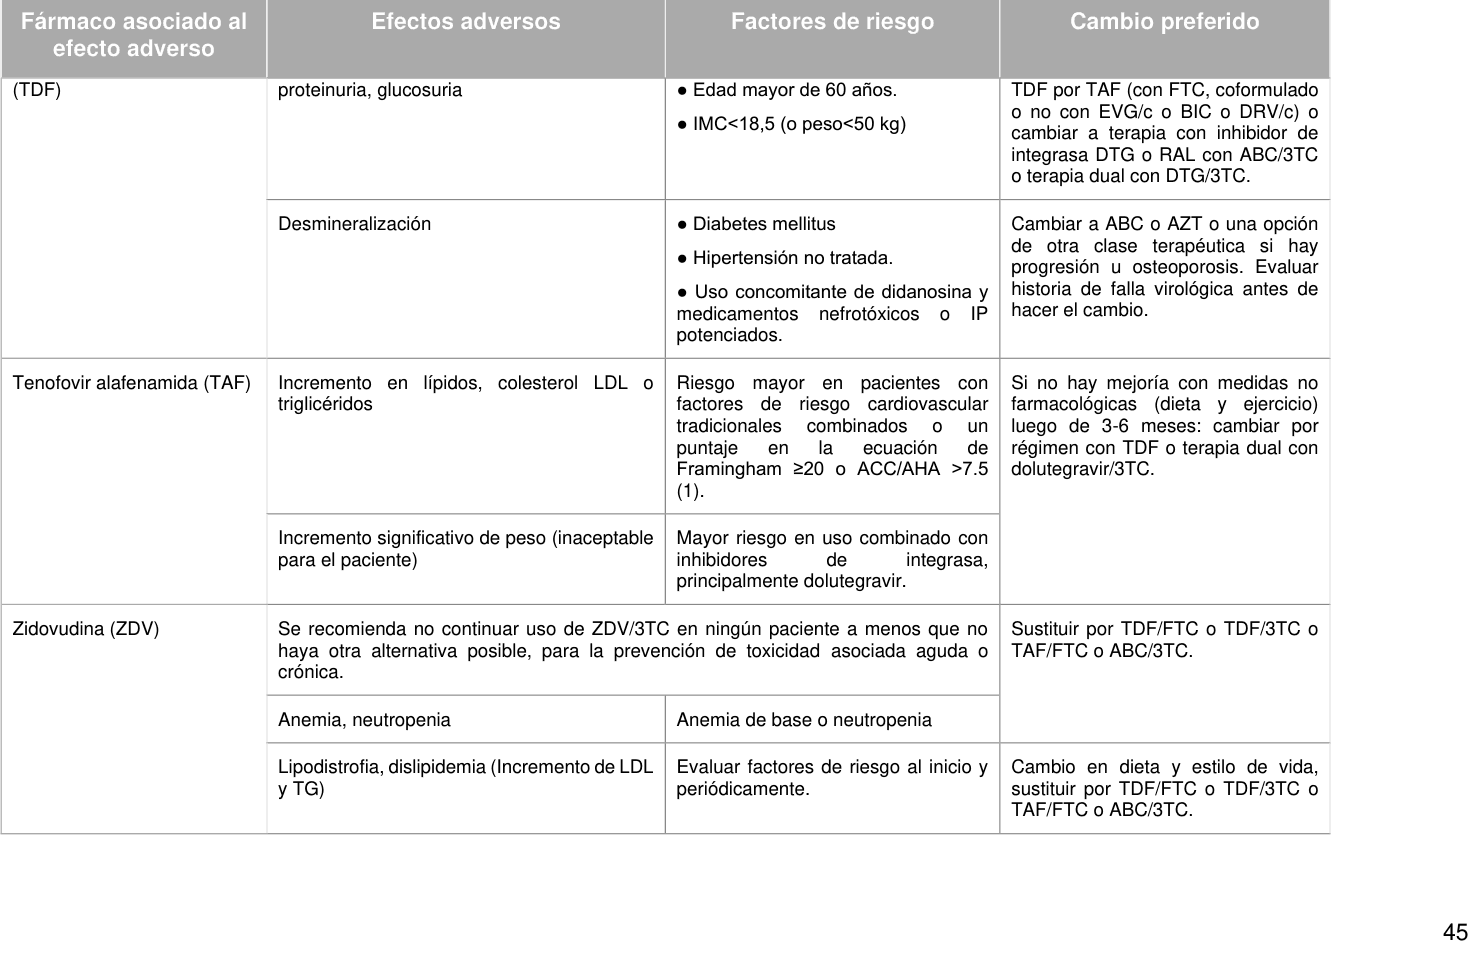 Fármaco asociado al
efecto adverso
Efectos adversos
Factores de riesgo
Cambio preferido
(TDF)
proteinuria, glucosuria
● Edad mayor de 60 años.
● IMC<18,5 (o peso<50 kg)
TDF por TAF (con FTC, coformulado
o no con EVG/c o BIC o DRV/c) o
cambiar a terapia con inhibidor de
integrasa DTG o RAL con ABC/3TC
o terapia dual con DTG/3TC.
Desmineralización
● Diabetes mellitus
● Hipertensión no tratada.
● Uso concomitante de didanosina y
medicamentos nefrotóxicos o IP
potenciados.
Cambiar a ABC o AZT o una opción
de otra clase terapéutica si hay
progresión u osteoporosis. Evaluar
historia de falla virológica antes de
hacer el cambio.
Tenofovir alafenamida (TAF)
Incremento en lípidos, colesterol LDL o
triglicéridos
Riesgo mayor en pacientes con
factores de riesgo cardiovascular
tradicionales combinados o un
puntaje en la ecuación de
Framingham ≥20 o ACC/AHA >7.5
(1).
Si no hay mejoría con medidas no
farmacológicas (dieta y ejercicio)
luego de 3-6 meses: cambiar por
régimen con TDF o terapia dual con
dolutegravir/3TC.
Incremento significativo de peso (inaceptable
para el paciente)
Mayor riesgo en uso combinado con
inhibidores de integrasa,
principalmente dolutegravir.
Zidovudina (ZDV)
Se recomienda no continuar uso de ZDV/3TC en ningún paciente a menos que no
haya otra alternativa posible, para la prevención de toxicidad asociada aguda o
crónica.
Sustituir por TDF/FTC o TDF/3TC o
TAF/FTC o ABC/3TC.
Anemia, neutropenia
Anemia de base o neutropenia
Lipodistrofia, dislipidemia (Incremento de LDL
y TG)
Evaluar factores de riesgo al inicio y
periódicamente.
Cambio en dieta y estilo de vida,
sustituir por TDF/FTC o TDF/3TC o
TAF/FTC o ABC/3TC.
45